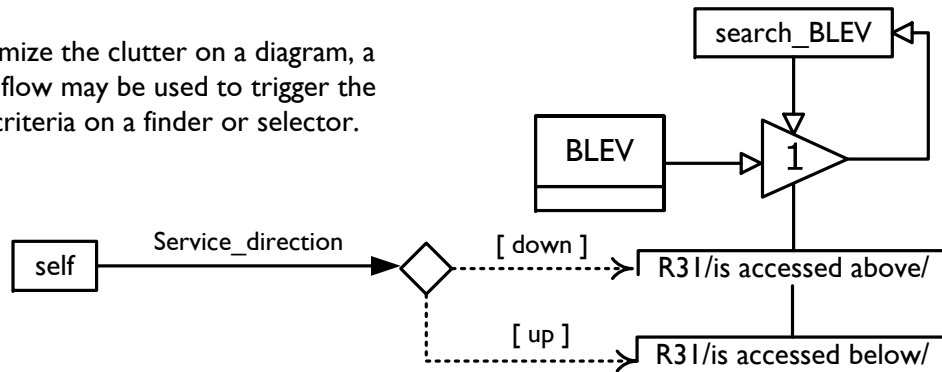 mize the clutter on a diagram, a
flow may be used to trigger the
criteria on a finder or selector.
search_BLEV
BLEV
1
self
Service_direction
[ down ]
R31/is accessed above/
[ up ]
R31/is accessed below/